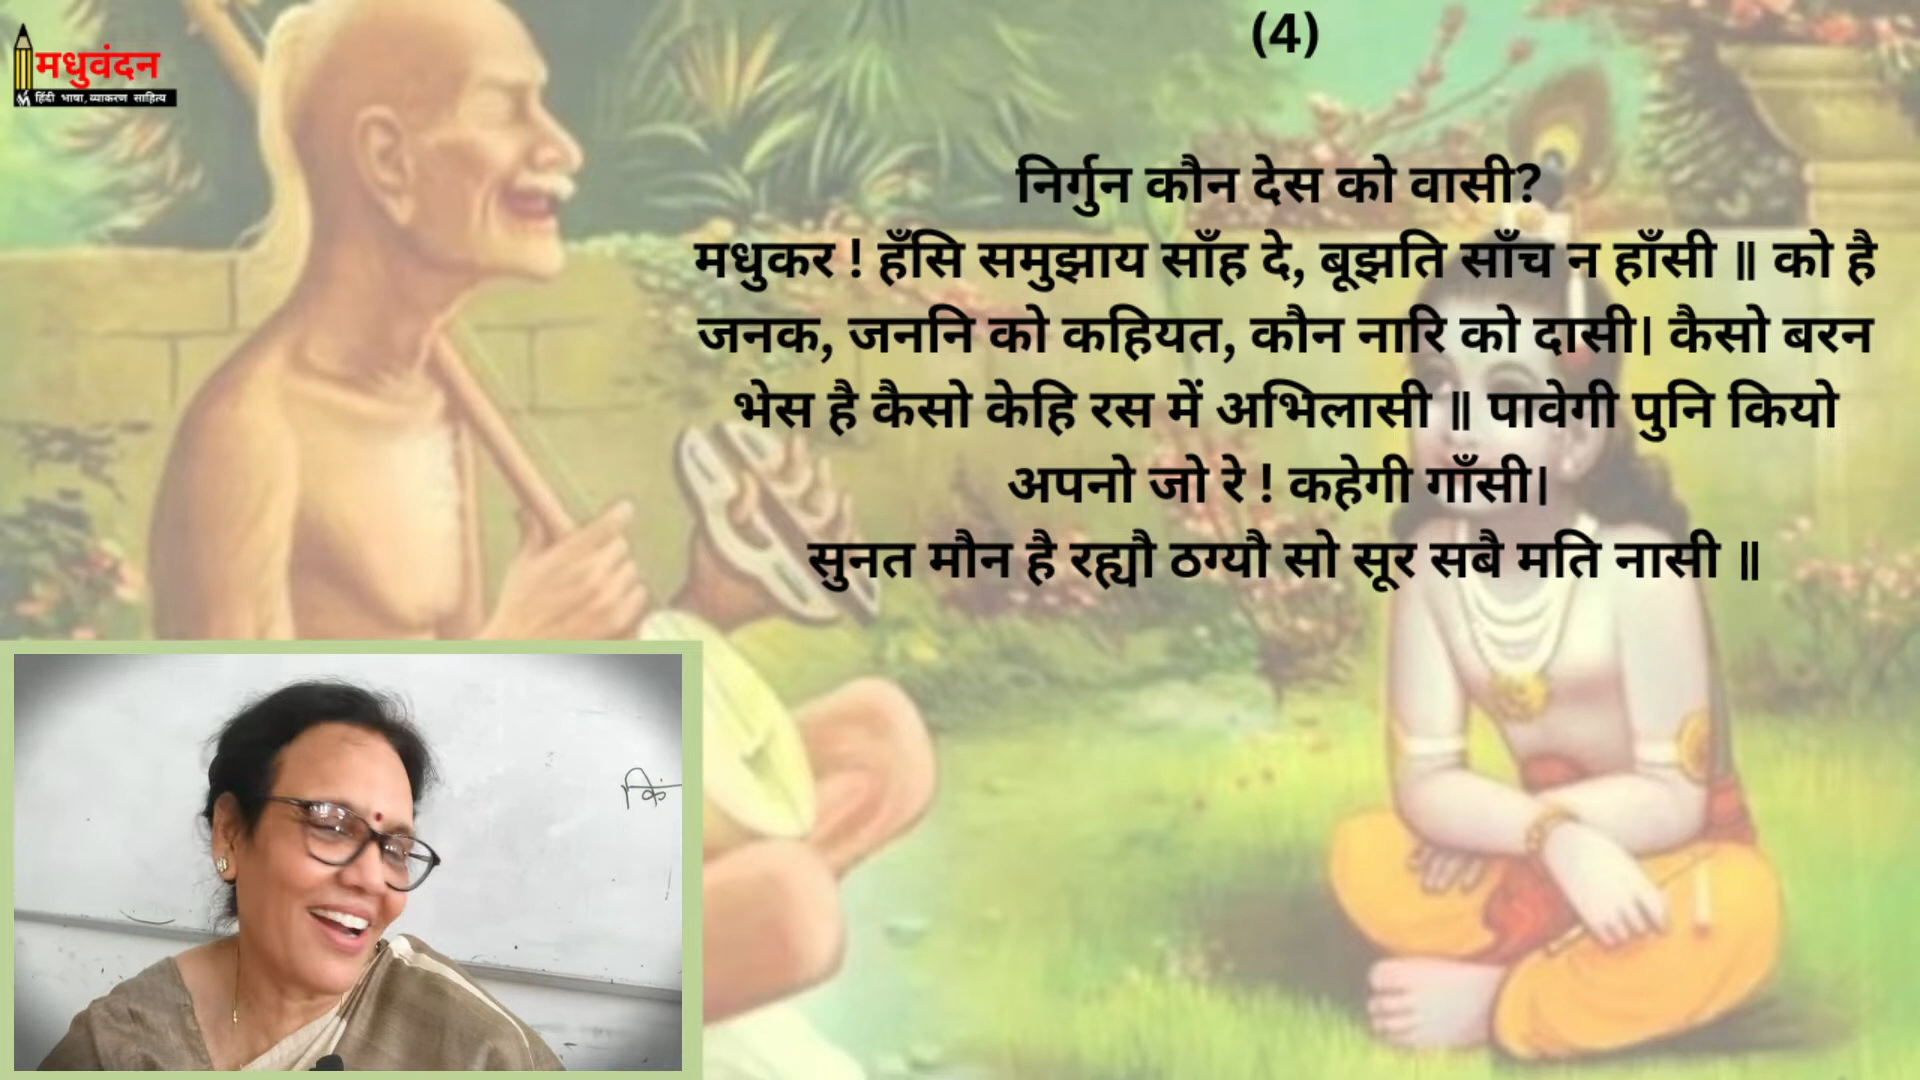 मधुवंदन
हिंदी भाषा, व्याकरण साहित्य
(4)
निर्गुन कौन देस को वासी?
मधुकर ! हँसि समुझाय साँह दे, बूझति साँच न हाँसी ॥ को है
जनक, जननि को कहियत, कौन नारि को दासी। कैसो बरन
भेस है कैसो केहि रस में अभिलासी ॥ पावेगी पुनि कियो
अपनो जो रे ! कहेगी गाँसी।
सुनत मौन है रह्यौ ठग्यौ सो सूर सबै मति नासी ॥
किं